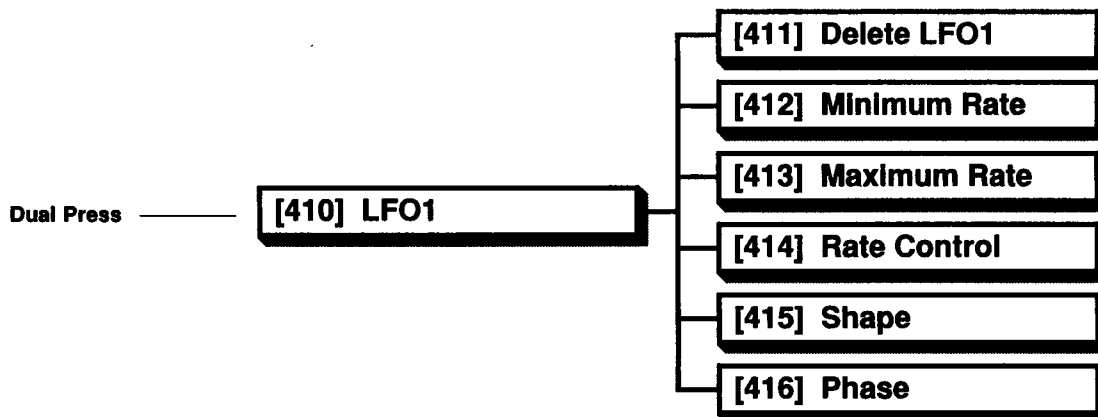 [411] Delete LFO1
[412] Minimum Rate
[413] Maximum Rate
Dual Press
[410] LFO1
[414] Rate Control
[415] Shape
[416] Phase